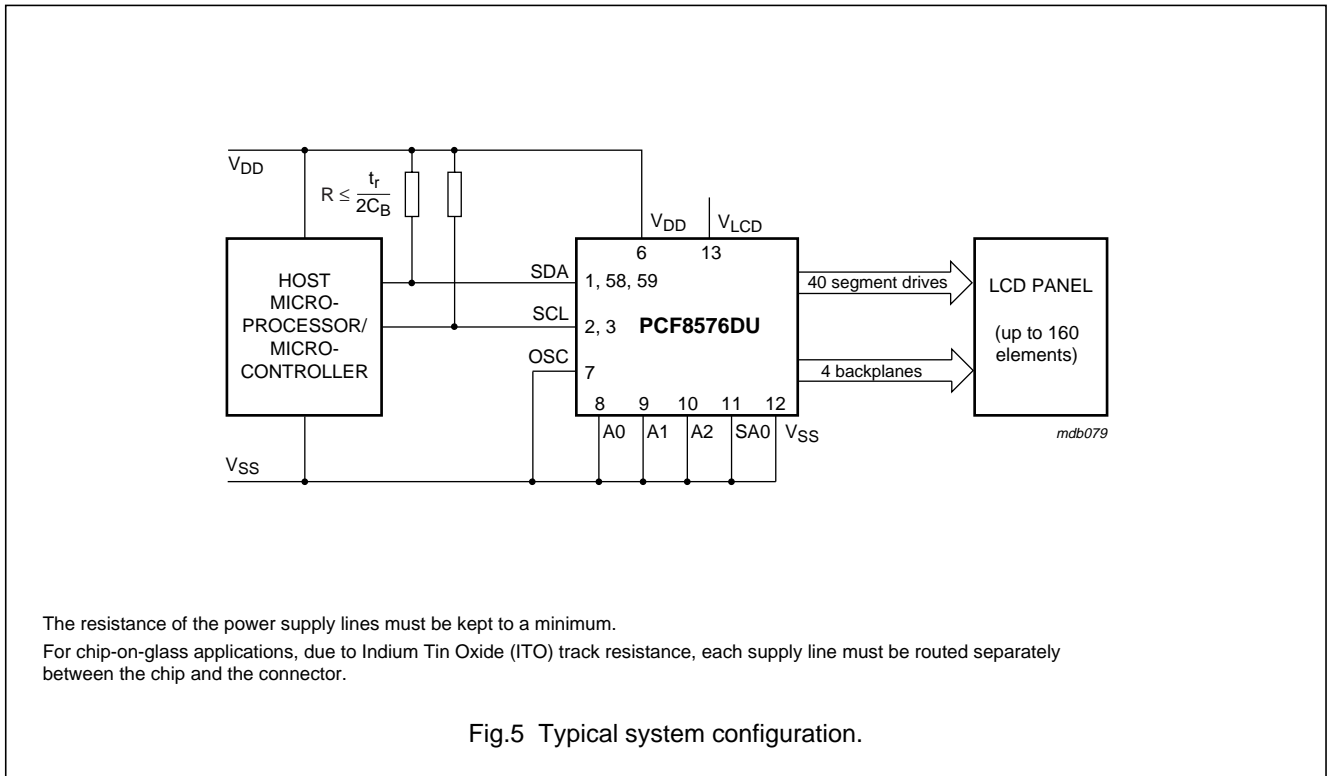 VDD
R ≤ tr
2CB
VDD
VLCD
6
13
HOST
MICRO-
PROCESSOR/
MICRO-
CONTROLLER
SDA
1, 58, 59
SCL
2, 3
PCF8576DU
OSC
7
8
9
10
11
12
A0
A1
A2
SA0
VSS
VSS
40 segment drives
4 backplanes
LCD PANEL
(up to 160
elements)
mdb079
The resistance of the power supply lines must be kept to a minimum.
For chip-on-glass applications, due to Indium Tin Oxide (ITO) track resistance, each supply line must be routed separately
between the chip and the connector.
Fig.5 Typical system configuration.